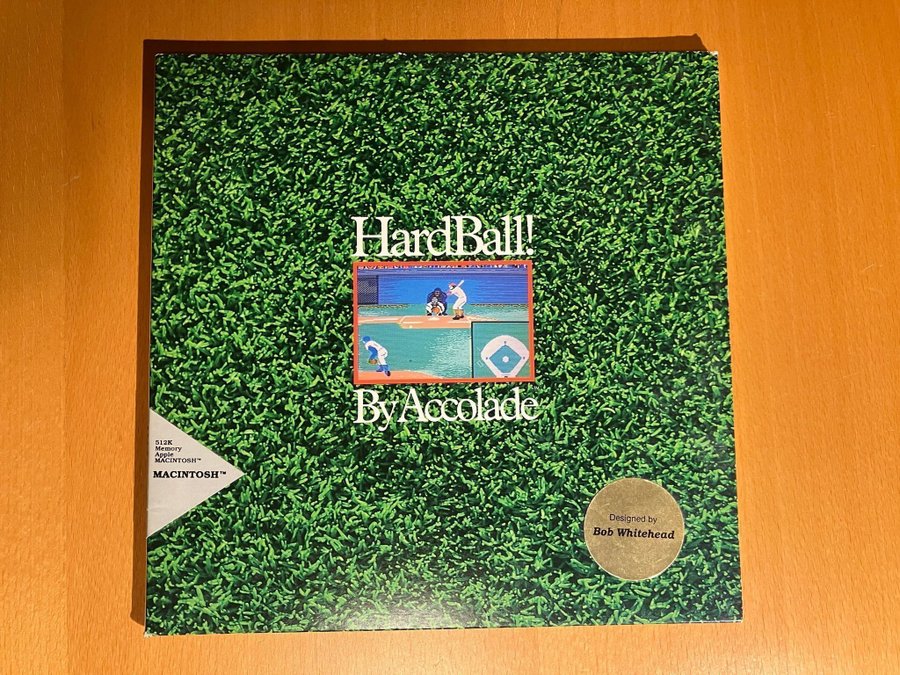 HardBall!
By Accolade
512K
Memory
Apple
MACINTOSH™
MACINTOSH™
Designed by
Bob Whitehead